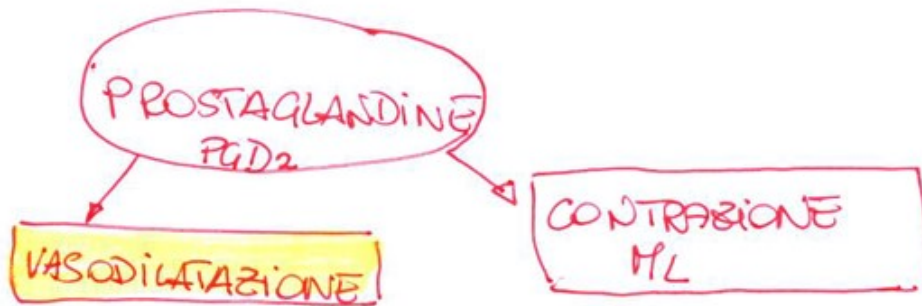 PROSTAGLANDINE
PGD2
VASODILATAZIONE
CONTRAZIONE
ML